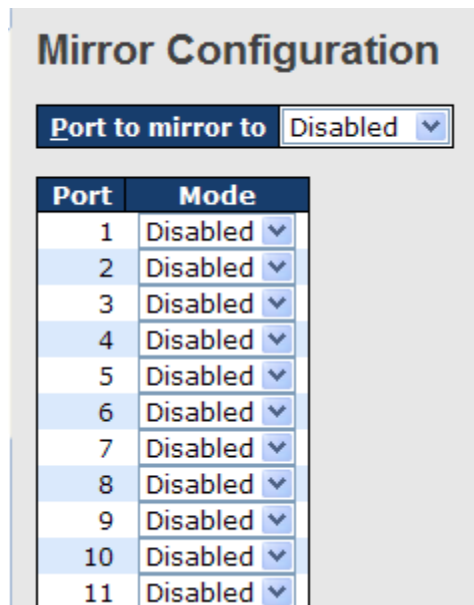 Mirror Configuration
Port to mirror to Disabled
Port Mode
1 Disabled
2 Disabled
3 Disabled
4 Disabled
5 Disabled
6 Disabled
7 Disabled
8 Disabled
9 Disabled
10 Disabled
11 Disabled